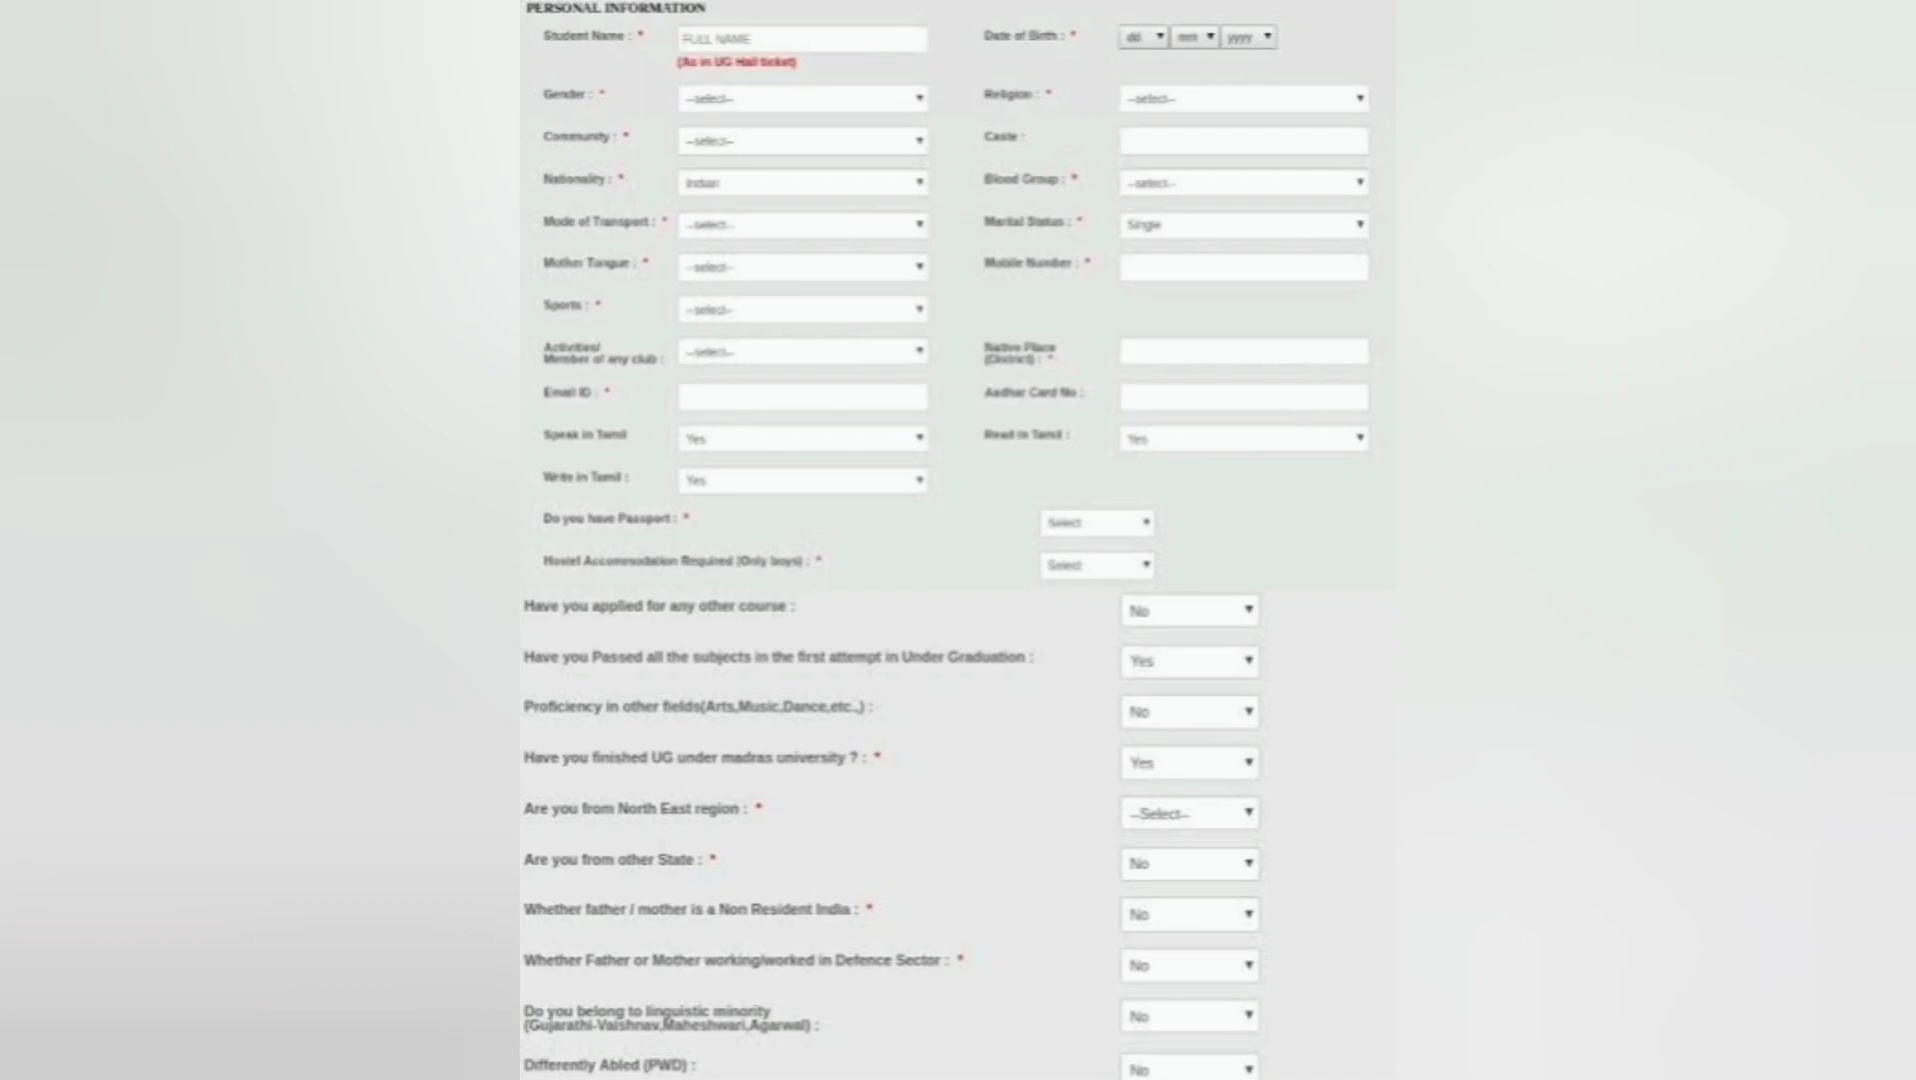 PERSONAL INFORMATION
Student Name : * FULL NAME Date of Birth : * dd mm yyyy
(As in UG Hall ticket)
Gender : * --select-- Religion : * --select--
Community : * --select-- Caste :
Nationality : * Indian Blood Group : * --select--
Mode of Transport : * --select-- Marital Status : * Single
Mother Tongue : * --select-- Mobile Number : *
Sports : * --select--
Activities/ Native Place
Member of any club : --select-- (District) : *
Email ID : * Aadhar Card No :
Speak in Tamil Yes Read in Tamil : Yes
Write in Tamil : Yes
Do you have Passport : * Select
Hostel Accommodation Required (Only boys) : * Select
Have you applied for any other course : No
Have you Passed all the subjects in the first attempt in Under Graduation : Yes
Proficiency in other fields(Arts,Music,Dance,etc.,) : No
Have you finished UG under madras university ? : * Yes
Are you from North East region : * --Select--
Are you from other State : * No
Whether father / mother is a Non Resident India : * No
Whether Father or Mother working/worked in Defence Sector : * No
Do you belong to linguistic minority
(Gujarathi-Vaishnav,Maheshwari,Agarwal) : No
Differently Abled (PWD) : No